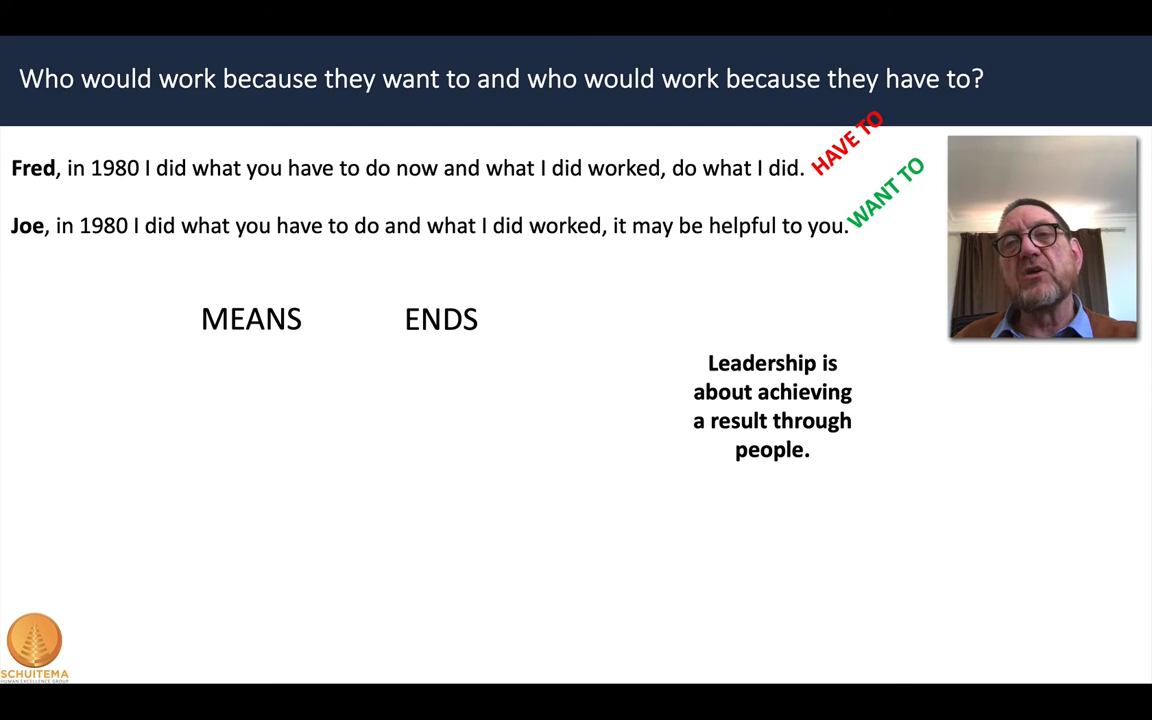 Who would work because they want to and who would work because they have to?
Fred, in 1980 I did what you have to do now and what I did worked, do what I did. HAVE TO
Joe, in 1980 I did what you have to do and what I did worked, it may be helpful to you. WANT TO
MEANS ENDS
Leadership is
about achieving
a result through
people.
SCHUITEMA
HUMAN EXCELLENCE GROUP